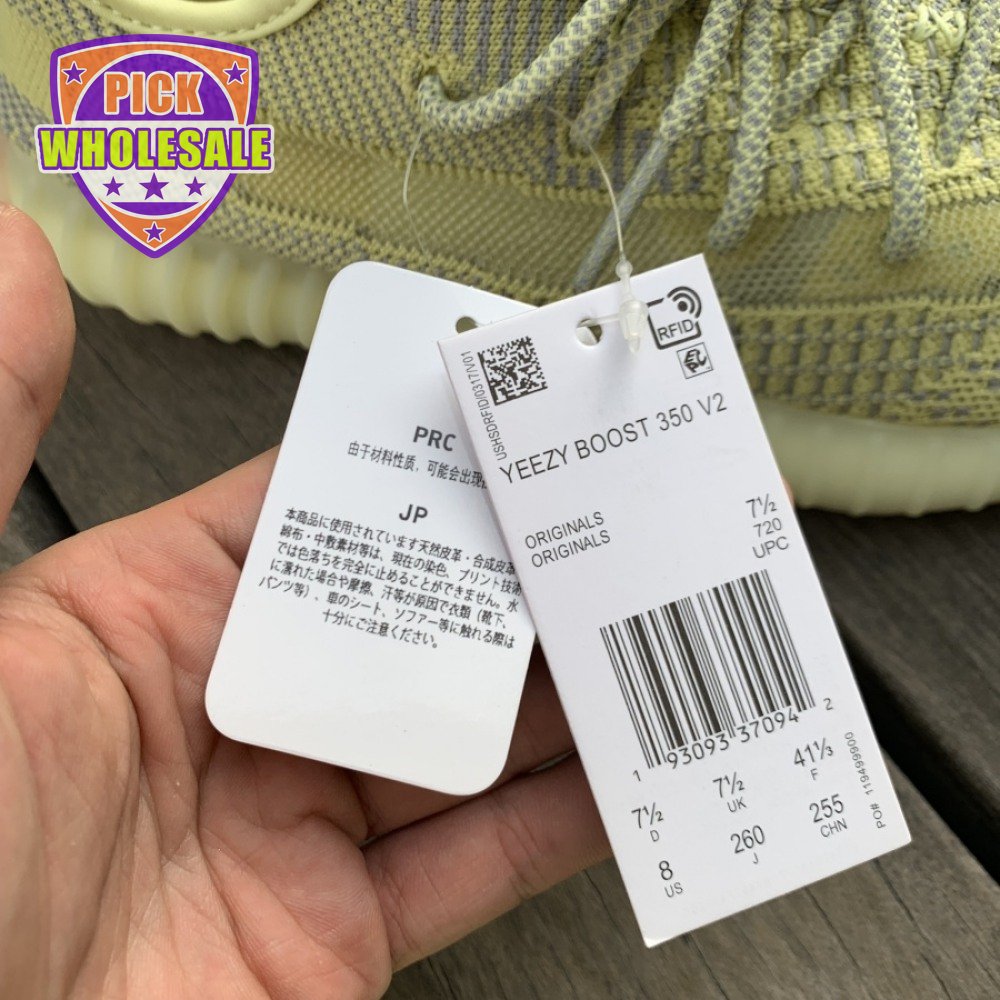 PICK
WHOLESALE
PRC
由于材料性质，可能会出现
JP
本商品に使用されています天然皮革・合成皮革
綿布・中敷素材等は、現在の染色、プリント技術
では色落ちを完全に止めることができません。水
に濡れた場合や摩擦、汗等が原因で衣類（靴下、
パンツ等）、車のシート、ソファー等に触れる際は
十分にご注意ください。
USHSDRFID/0317/V01
RFID
YEEZY BOOST 350 V2
ORIGINALS
ORIGINALS
7½
720
UPC
1 93093 37094 2
7½
D
7½
UK
41⅓
F
8
US
260
J
255
CHN
PO# 119499900